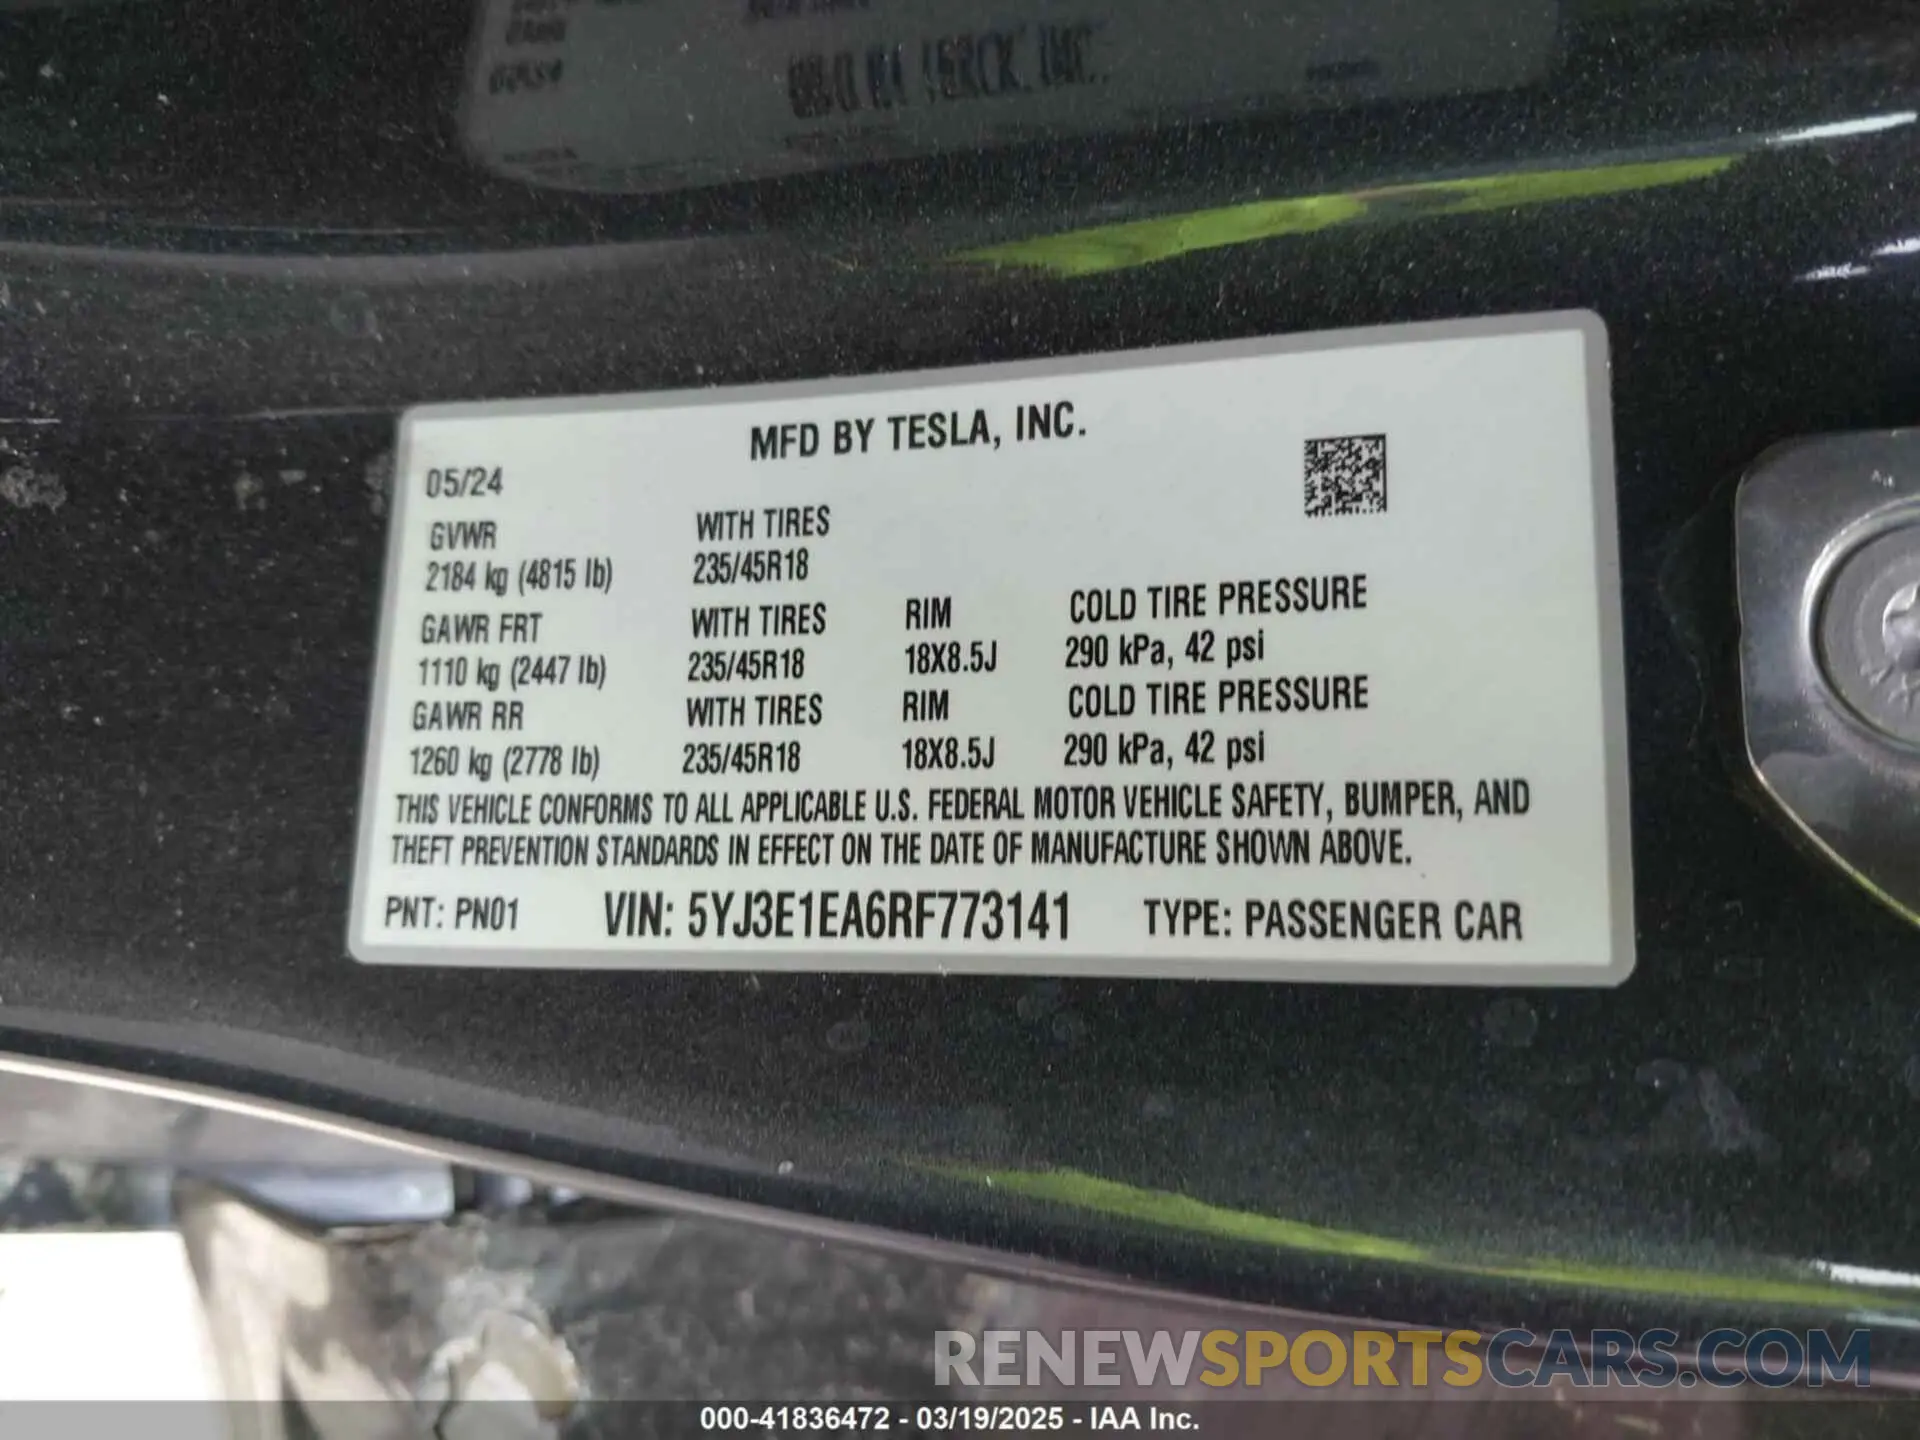 MFD BY TESLA, INC.
05/24
GVWR WITH TIRES
2184 kg (4815 lb) 235/45R18
GAWR FRT WITH TIRES RIM COLD TIRE PRESSURE
1110 kg (2447 lb) 235/45R18 18X8.5J 290 kPa, 42 psi
GAWR RR WITH TIRES RIM COLD TIRE PRESSURE
1260 kg (2778 lb) 235/45R18 18X8.5J 290 kPa, 42 psi
THIS VEHICLE CONFORMS TO ALL APPLICABLE U.S. FEDERAL MOTOR VEHICLE SAFETY, BUMPER, AND
THEFT PREVENTION STANDARDS IN EFFECT ON THE DATE OF MANUFACTURE SHOWN ABOVE.
PNT: PN01 VIN: 5YJ3E1EA6RF773141 TYPE: PASSENGER CAR
RENEWSPORTSCARS.COM
000-41836472 - 03/19/2025 - IAA Inc.